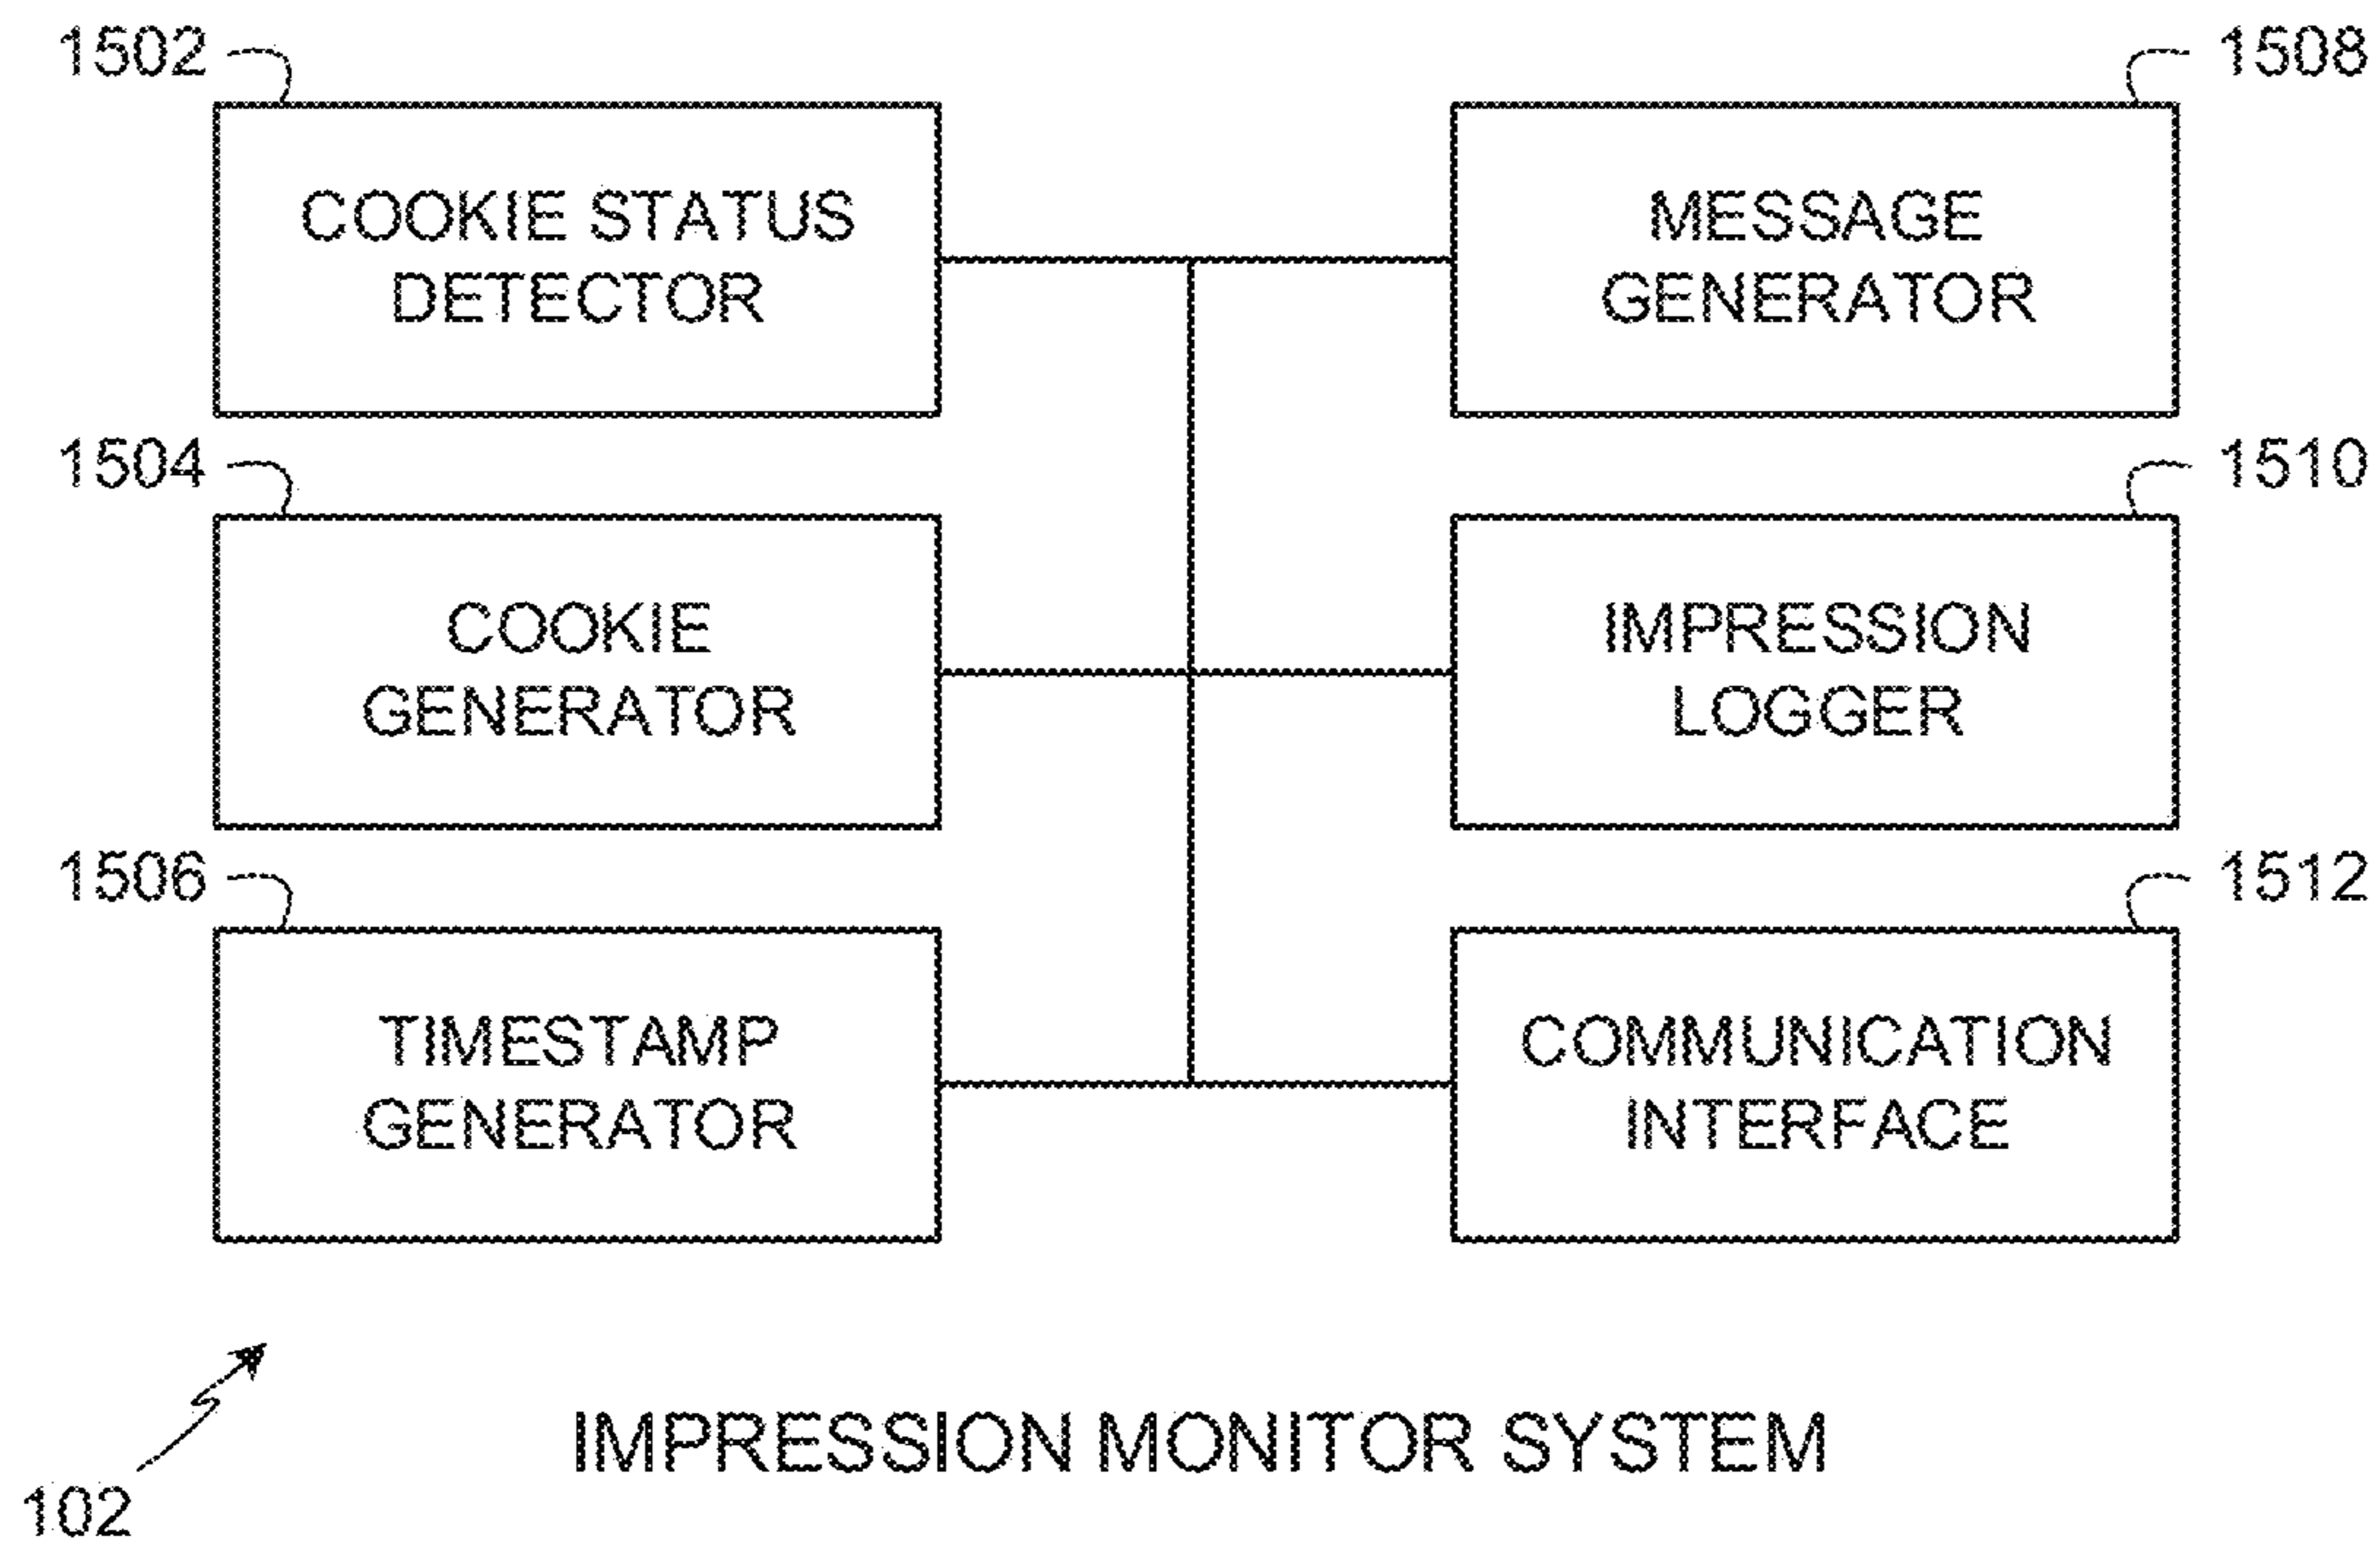 1502
COOKIE STATUS
DETECTOR
1508
MESSAGE
GENERATOR
1504
COOKIE
GENERATOR
1510
IMPRESSION
LOGGER
1506
TIMESTAMP
GENERATOR
1512
COMMUNICATION
INTERFACE
102
IMPRESSION MONITOR SYSTEM